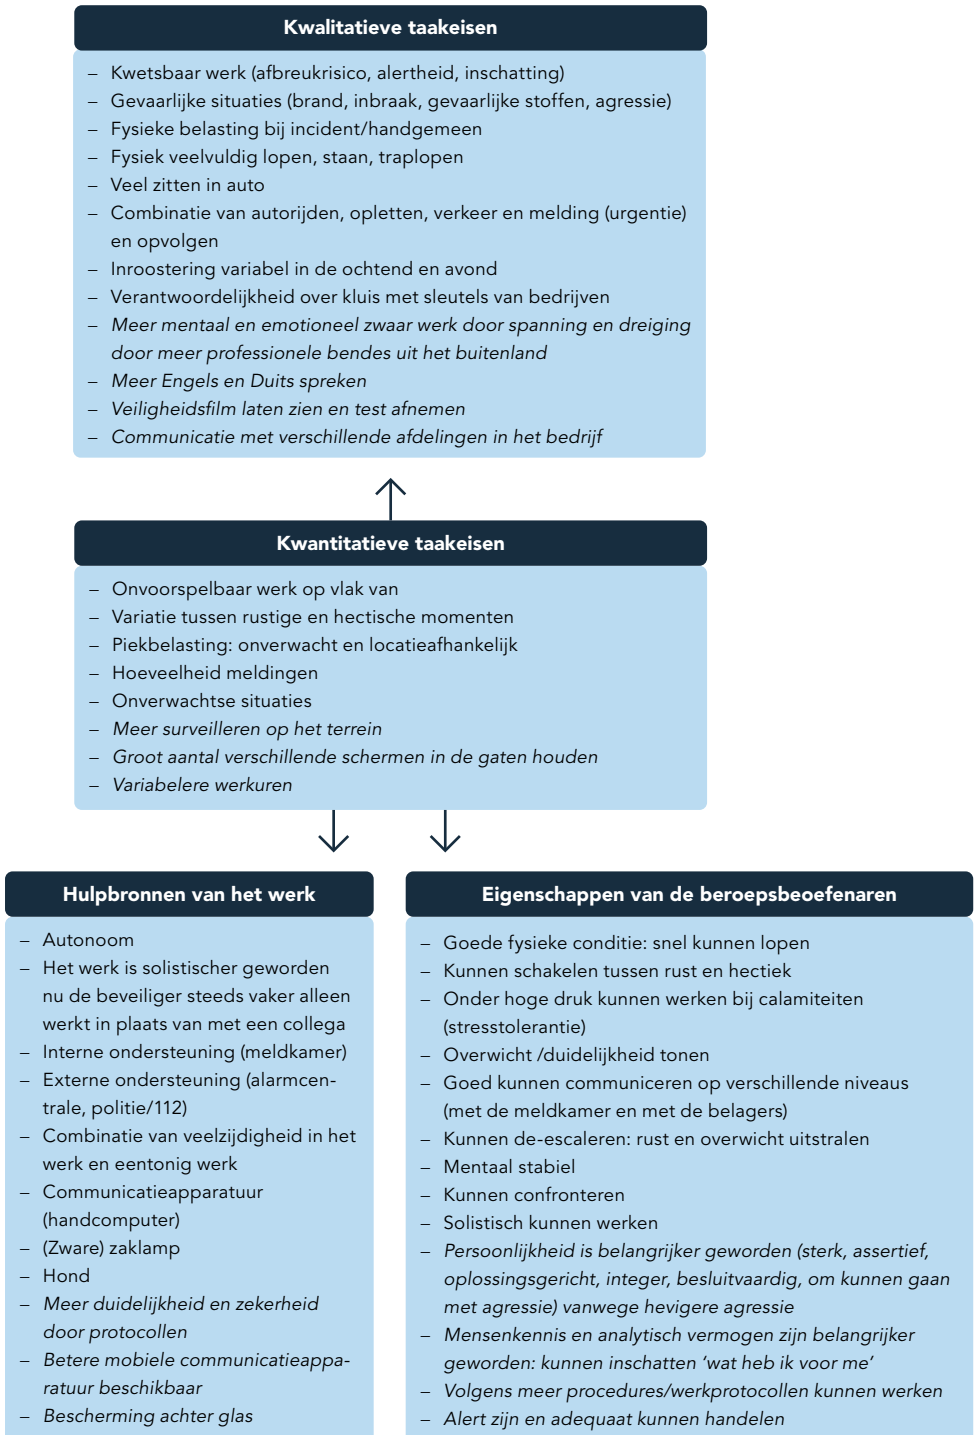 Kwalitatieve taakeisen
– Kwetsbaar werk (afbreukrisico, alertheid, inschatting)
– Gevaarlijke situaties (brand, inbraak, gevaarlijke stoffen, agressie)
– Fysieke belasting bij incident/handgemeen
– Fysiek veelvuldig lopen, staan, traplopen
– Veel zitten in auto
– Combinatie van autorijden, opletten, verkeer en melding (urgentie)
en opvolgen
– Inroostering variabel in de ochtend en avond
– Verantwoordelijkheid over kluis met sleutels van bedrijven
– Meer mentaal en emotioneel zwaar werk door spanning en dreiging
door meer professionele bendes uit het buitenland
– Meer Engels en Duits spreken
– Veiligheidsfilm laten zien en test afnemen
– Communicatie met verschillende afdelingen in het bedrijf
Kwantitatieve taakeisen
– Onvoorspelbaar werk op vlak van
– Variatie tussen rustige en hectische momenten
– Piekbelasting: onverwacht en locatieafhankelijk
– Hoeveelheid meldingen
– Onverwachtse situaties
– Meer surveilleren op het terrein
– Groot aantal verschillende schermen in de gaten houden
– Variabelere werkuren
Hulpbronnen van het werk
– Autonoom
– Het werk is solistischer geworden
nu de beveiliger steeds vaker alleen
werkt in plaats van met een collega
– Interne ondersteuning (meldkamer)
– Externe ondersteuning (alarmcen-
trale, politie/112)
– Combinatie van veelzijdigheid in het
werk en eentonig werk
– Communicatieapparatuur
(handcomputer)
– (Zware) zaklamp
– Hond
– Meer duidelijkheid en zekerheid
door protocollen
– Betere mobiele communicatieappa-
ratuur beschikbaar
– Bescherming achter glas
Eigenschappen van de beroepsbeoefenaren
– Goede fysieke conditie: snel kunnen lopen
– Kunnen schakelen tussen rust en hectiek
– Onder hoge druk kunnen werken bij calamiteiten
(stresstolerantie)
– Overwicht /duidelijkheid tonen
– Goed kunnen communiceren op verschillende niveaus
(met de meldkamer en met de belagers)
– Kunnen de-escaleren: rust en overwicht uitstralen
– Mentaal stabiel
– Kunnen confronteren
– Solistisch kunnen werken
– Persoonlijkheid is belangrijker geworden (sterk, assertief,
oplossingsgericht, integer, besluitvaardig, om kunnen gaan
met agressie) vanwege hevigere agressie
– Mensenkennis en analytisch vermogen zijn belangrijker
geworden: kunnen inschatten ‘wat heb ik voor me’
– Volgens meer procedures/werkprotocollen kunnen werken
– Alert zijn en adequaat kunnen handelen